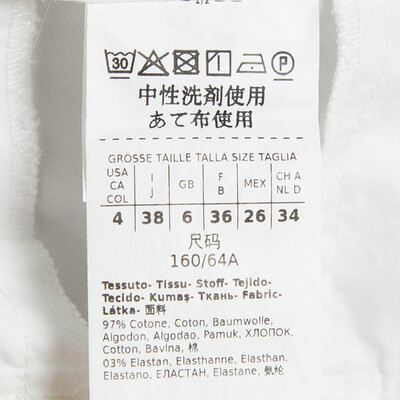 1/2
30
P
中性洗剤使用
あて布使用
GRÖSSE TAILLE TALLA SIZE TAGLIA
USA CA COL | I J | GB | F B | MEX | CH A NL D
4 | 38 | 6 | 36 | 26 | 34
尺码
160/64A
Tessuto- Tissu- Stoff- Tejido-
Tecido- Kumaş- Ткань- Fabric-
Látka- 面料
97% Cotone, Coton, Baumwolle,
Algodon, Algodao, Pamuk, ХЛОПОК,
Cotton, Bavlna, 棉
03% Elastan, Elasthanne, Elasthan,
Elastano, ЕЛАСТАН, Elastane, 氨纶